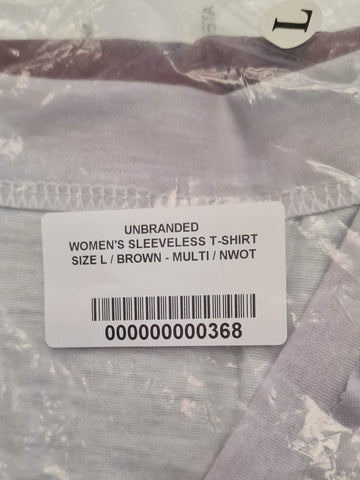 L
UNBRANDED
WOMEN'S SLEEVELESS T-SHIRT
SIZE L / BROWN - MULTI / NWOT
000000000368